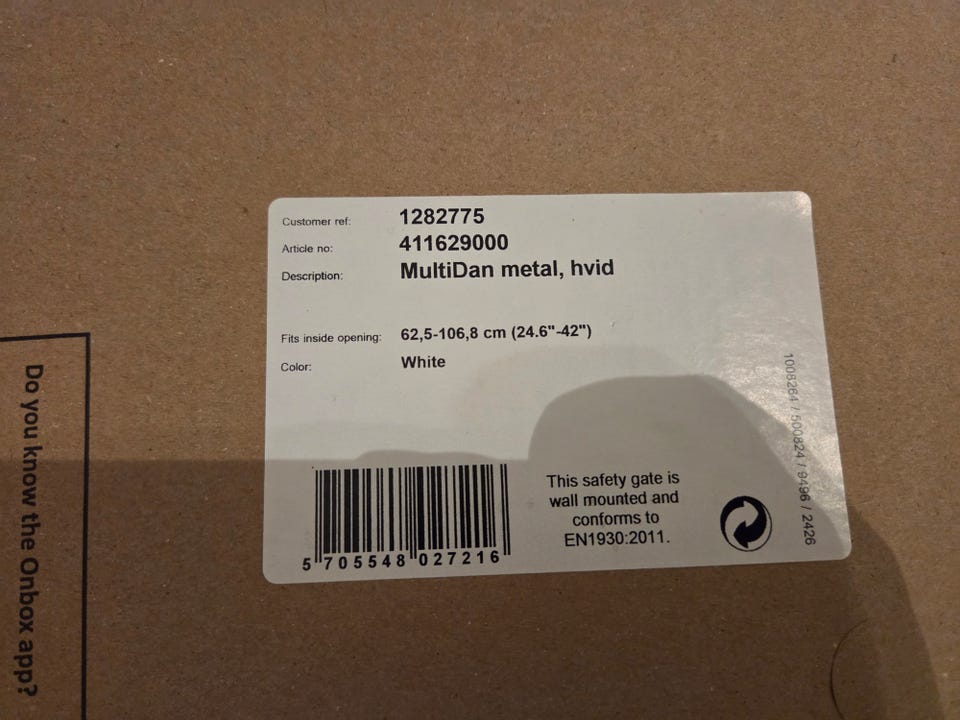 Customer ref: 1282775
Article no: 411629000
Description: MultiDan metal, hvid
Fits inside opening: 62,5-106,8 cm (24.6"-42")
Color: White
5 705548 027216
This safety gate is
wall mounted and
conforms to
EN1930:2011.
1008264 / 500824 / 9496 / 2426
Do you know the Onbox app?